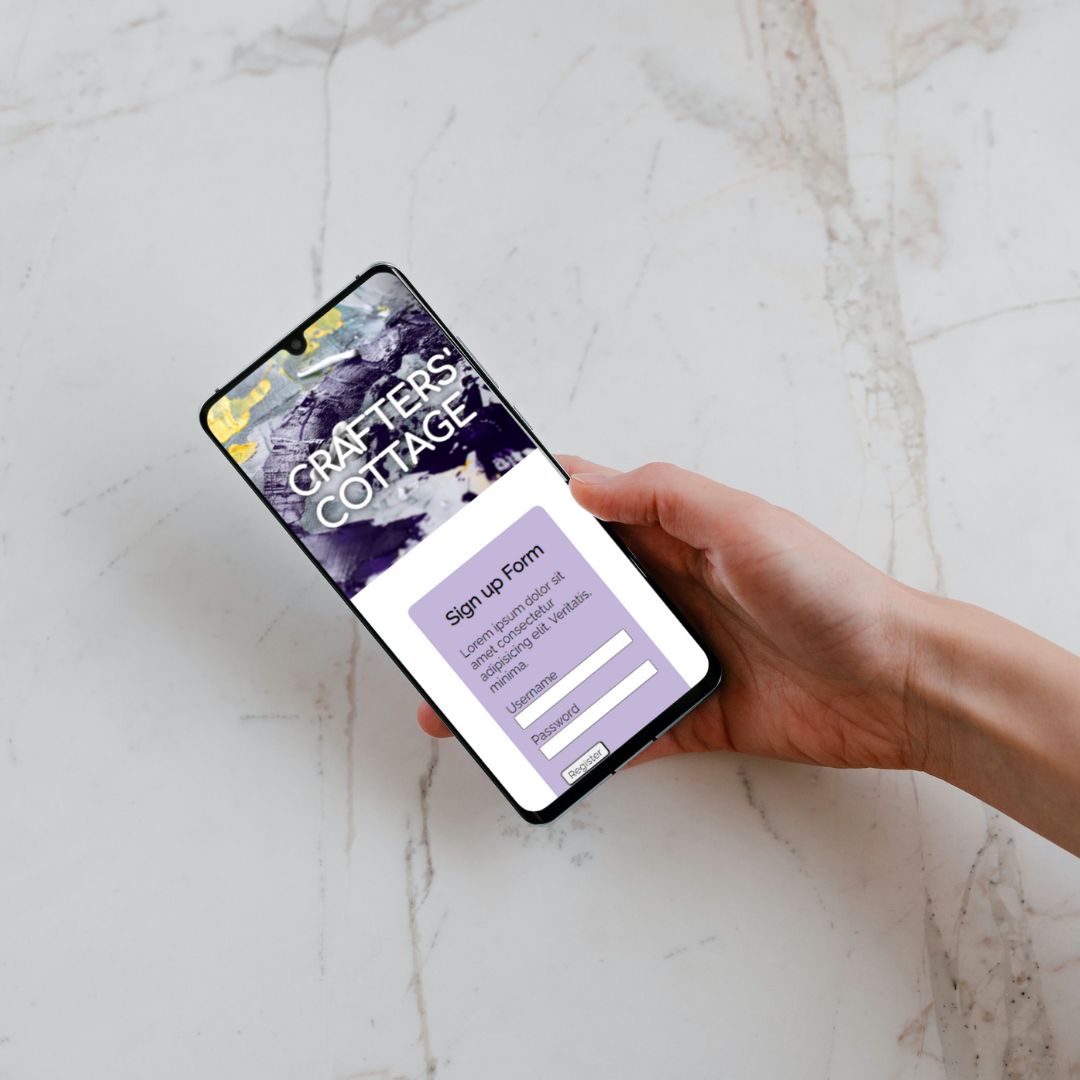 CRAFTERS'
COTTAGE
Sign up Form
Lorem ipsum dolor sit
amet consectetur
adipisicing elit. Veritatis,
minima.
Username
Password
Register